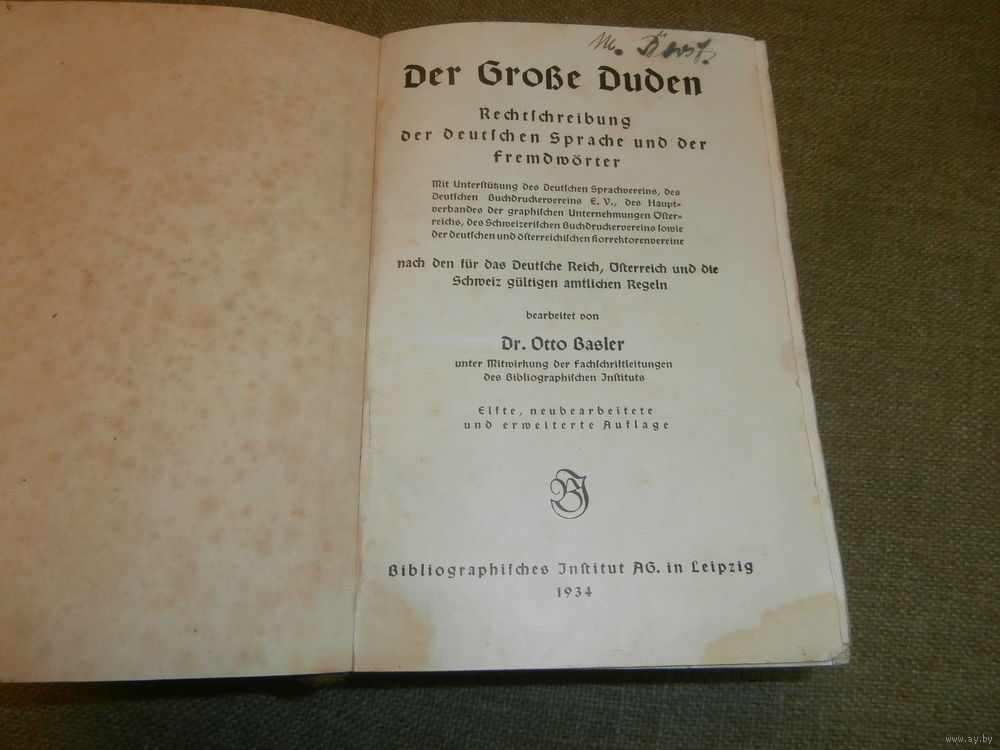 Der Große Duden
Rechtſchreibung
der deutſchen Sprache und der
Fremdwörter
Mit Unterſtützung des Deutſchen Sprachvereins, des
Deutſchen Buchdruckervereins E. V., des Haupt-
verbandes der graphiſchen Unternehmungen Öſter-
reichs, des Schweizeriſchen Buchdruckervereins ſowie
der deutſchen und öſterreichiſchen Korrektorenvereine
nach den für das Deutſche Reich, Öſterreich und die
Schweiz gültigen amtlichen Regeln
bearbeitet von
Dr. Otto Basler
unter Mitwirkung der Fachſchriftleitungen
des Bibliographiſchen Inſtituts
Elfte, neubearbeitete
und erweiterte Auflage
BI
Bibliographiſches Inſtitut AG. in Leipzig
1934
www.ay.by